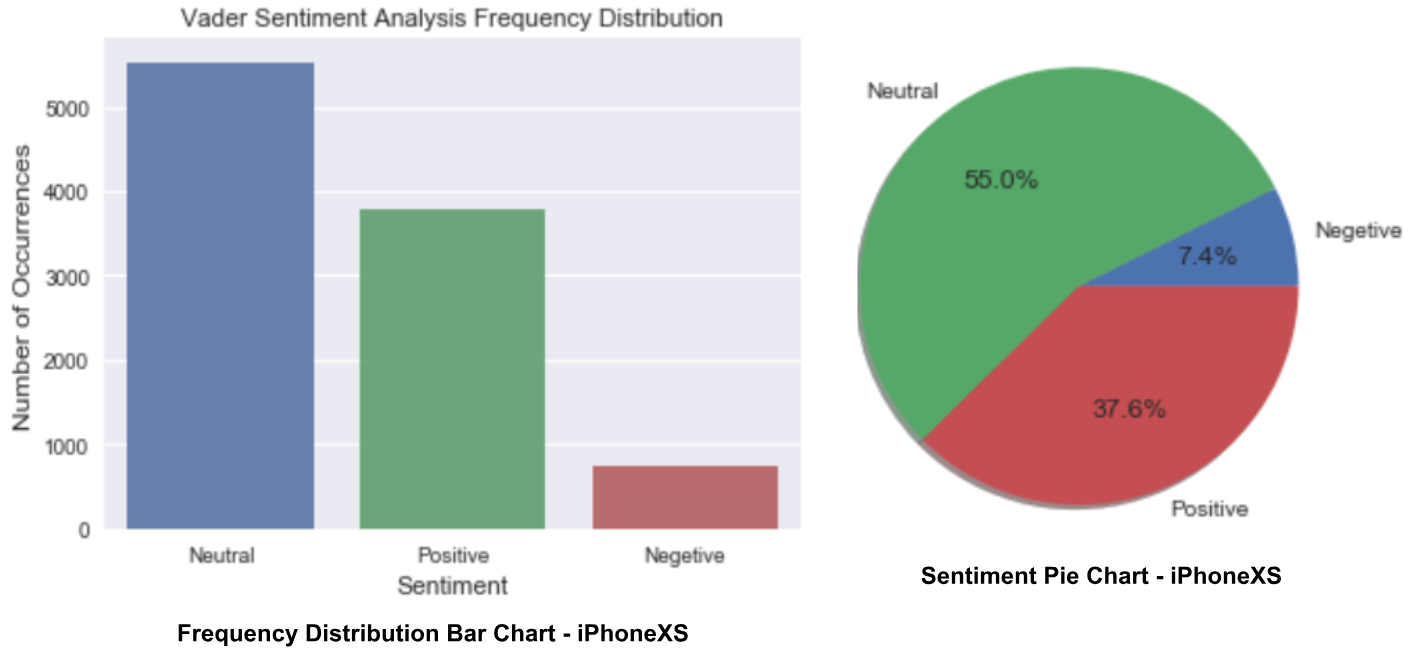 Vader Sentiment Analysis Frequency Distribution
Number of Occurrences
5000
4000
3000
2000
1000
0
Neutral Positive Negetive
Sentiment
Frequency Distribution Bar Chart - iPhoneXS
Neutral
55.0%
Negetive
7.4%
37.6%
Positive
Sentiment Pie Chart - iPhoneXS